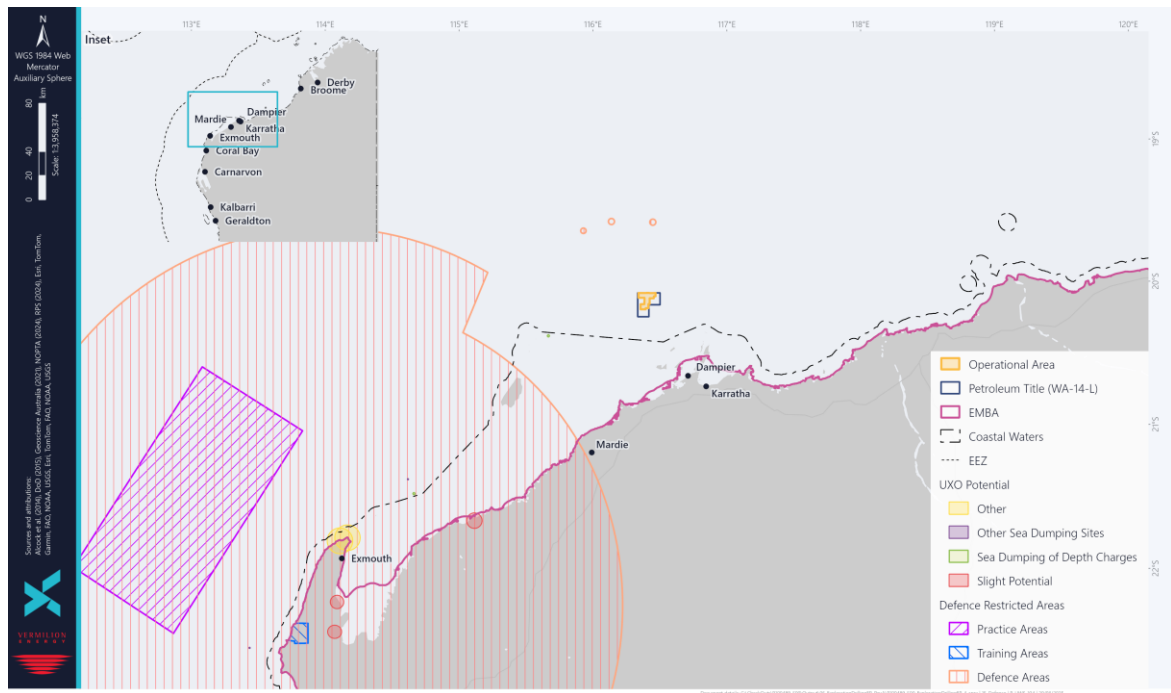 N
WGS 1984 Web
Mercator
Auxiliary Sphere
km
80
40
20
0
Scale: 1:3,958,374
Sources and attributions:
Alcock et al. (2014), DoD (2015), Geoscience Australia (2021), NOPTA (2024), RPS (2024), Esri, TomTom,
Garmin, FAO, NOAA, USGS, Esri, TomTom, FAO, NOAA, USGS
VERMILION
ENERGY
113°E
114°E
115°E
116°E
117°E
118°E
119°E
120°E
19°S
20°S
21°S
22°S
Inset
Derby
Broome
Dampier
Mardie
Karratha
Exmouth
Coral Bay
Carnarvon
Kalbarri
Geraldton
Dampier
Karratha
Mardie
Exmouth
Operational Area
Petroleum Title (WA-14-L)
EMBA
Coastal Waters
EEZ
UXO Potential
Other
Other Sea Dumping Sites
Sea Dumping of Depth Charges
Slight Potential
Defence Restricted Areas
Practice Areas
Training Areas
Defence Areas